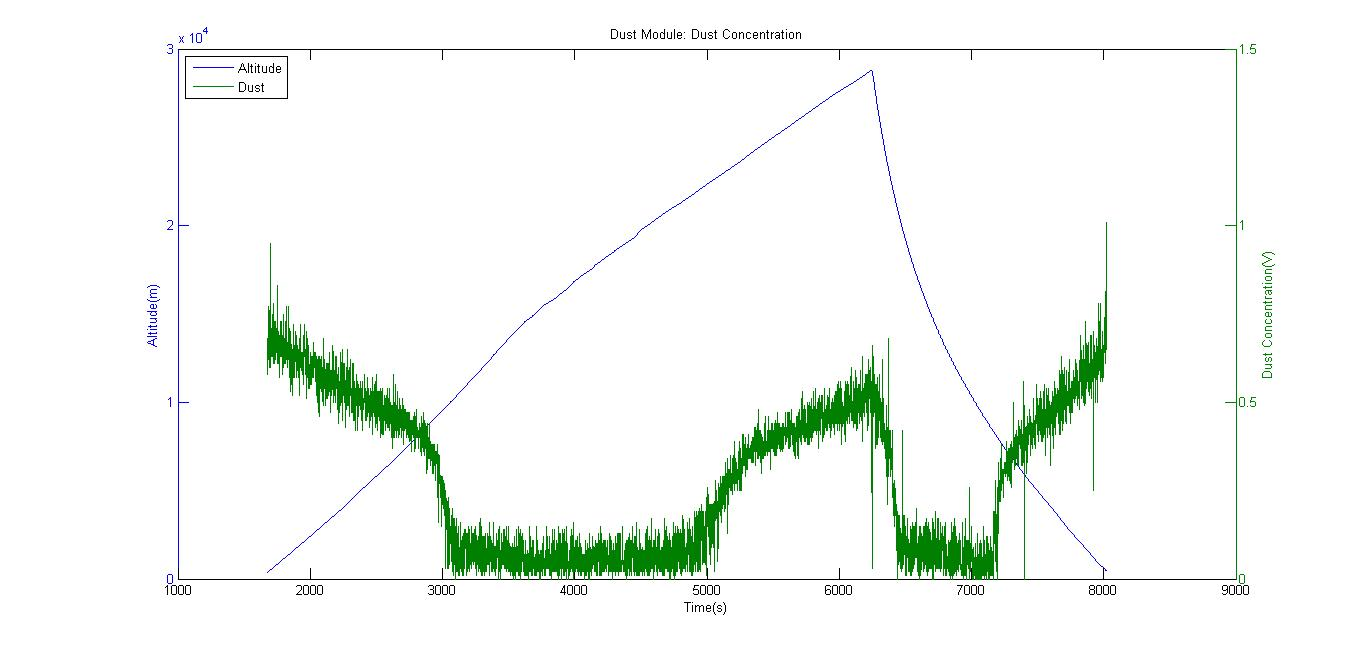 Dust Module: Dust Concentration
x 10^4
3
2
1
0
Altitude(m)
Altitude
Dust
1.5
1
0.5
0
Dust Concentration(V)
1000 2000 3000 4000 5000 6000 7000 8000 9000
Time(s)